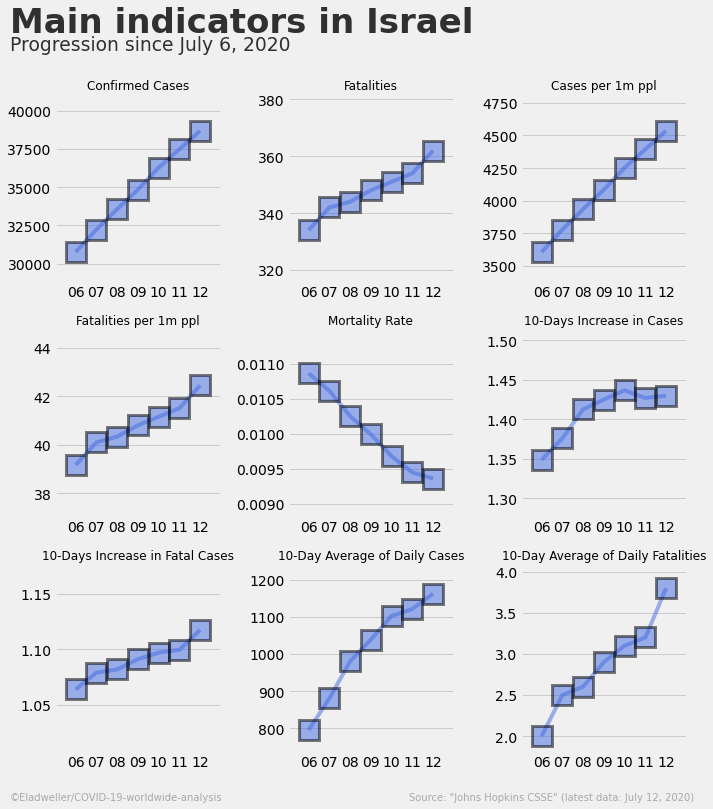 Main indicators in Israel
Progression since July 6, 2020
Confirmed Cases
40000
37500
35000
32500
30000
06 07 08 09 10 11 12
Fatalities
380
360
340
320
06 07 08 09 10 11 12
Cases per 1m ppl
4750
4500
4250
4000
3750
3500
06 07 08 09 10 11 12
Fatalities per 1m ppl
44
42
40
38
06 07 08 09 10 11 12
Mortality Rate
0.0110
0.0105
0.0100
0.0095
0.0090
06 07 08 09 10 11 12
10-Days Increase in Cases
1.50
1.45
1.40
1.35
1.30
06 07 08 09 10 11 12
10-Days Increase in Fatal Cases
1.15
1.10
1.05
06 07 08 09 10 11 12
10-Day Average of Daily Cases
1200
1100
1000
900
800
06 07 08 09 10 11 12
10-Day Average of Daily Fatalities
4.0
3.5
3.0
2.5
2.0
06 07 08 09 10 11 12
©Eladweller/COVID-19-worldwide-analysis
Source: "Johns Hopkins CSSE" (latest data: July 12, 2020)